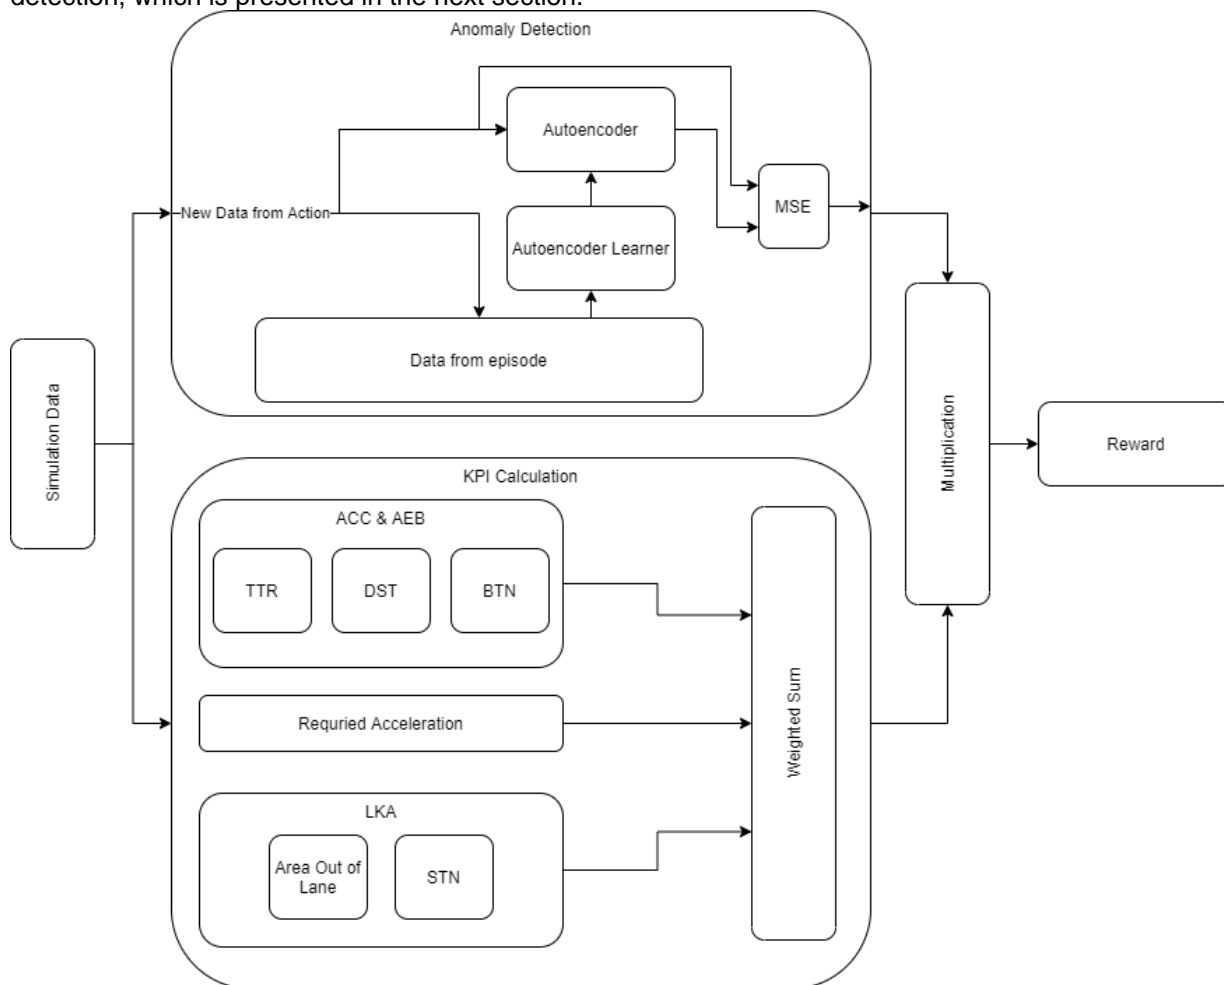 detection, which is presented in the next section.
Anomaly Detection
Autoencoder
MSE
New Data from Action
Autoencoder Learner
Data from episode
Simulation Data
Multiplication
Reward
KPI Calculation
ACC & AEB
TTR
DST
BTN
Requried Acceleration
Weighted Sum
LKA
Area Out of
Lane
STN